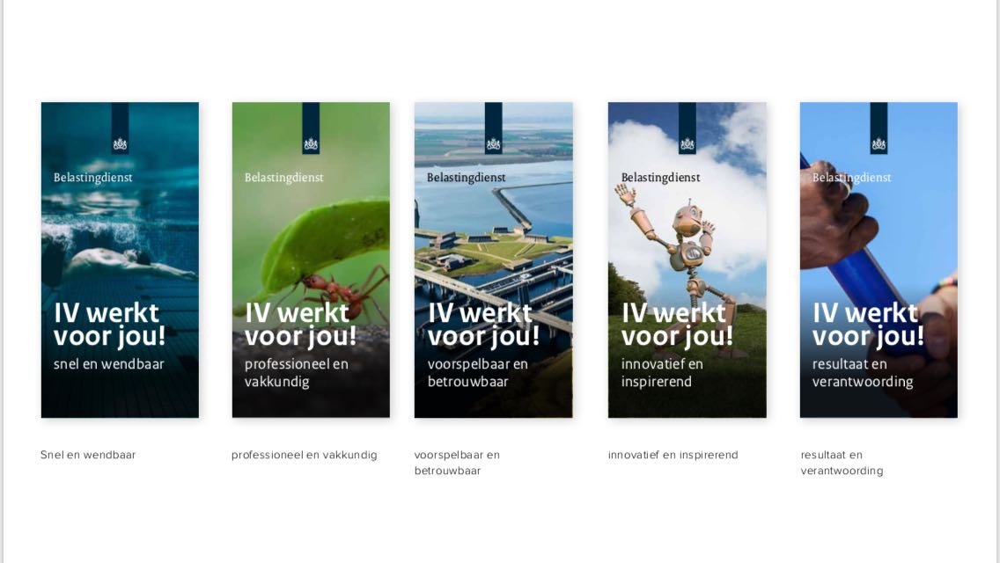 Belastingdienst
IV werkt
voor jou!
snel en wendbaar
Snel en wendbaar
Belastingdienst
IV werkt
voor jou!
professioneel en
vakkundig
professioneel en vakkundig
Belastingdienst
IV werkt
voor jou!
voorspelbaar en
betrouwbaar
voorspelbaar en
betrouwbaar
Belastingdienst
IV werkt
voor jou!
innovatief en
inspirerend
innovatief en inspirerend
Belastingdienst
IV werkt
voor jou!
resultaat en
verantwoording
resultaat en
verantwoording